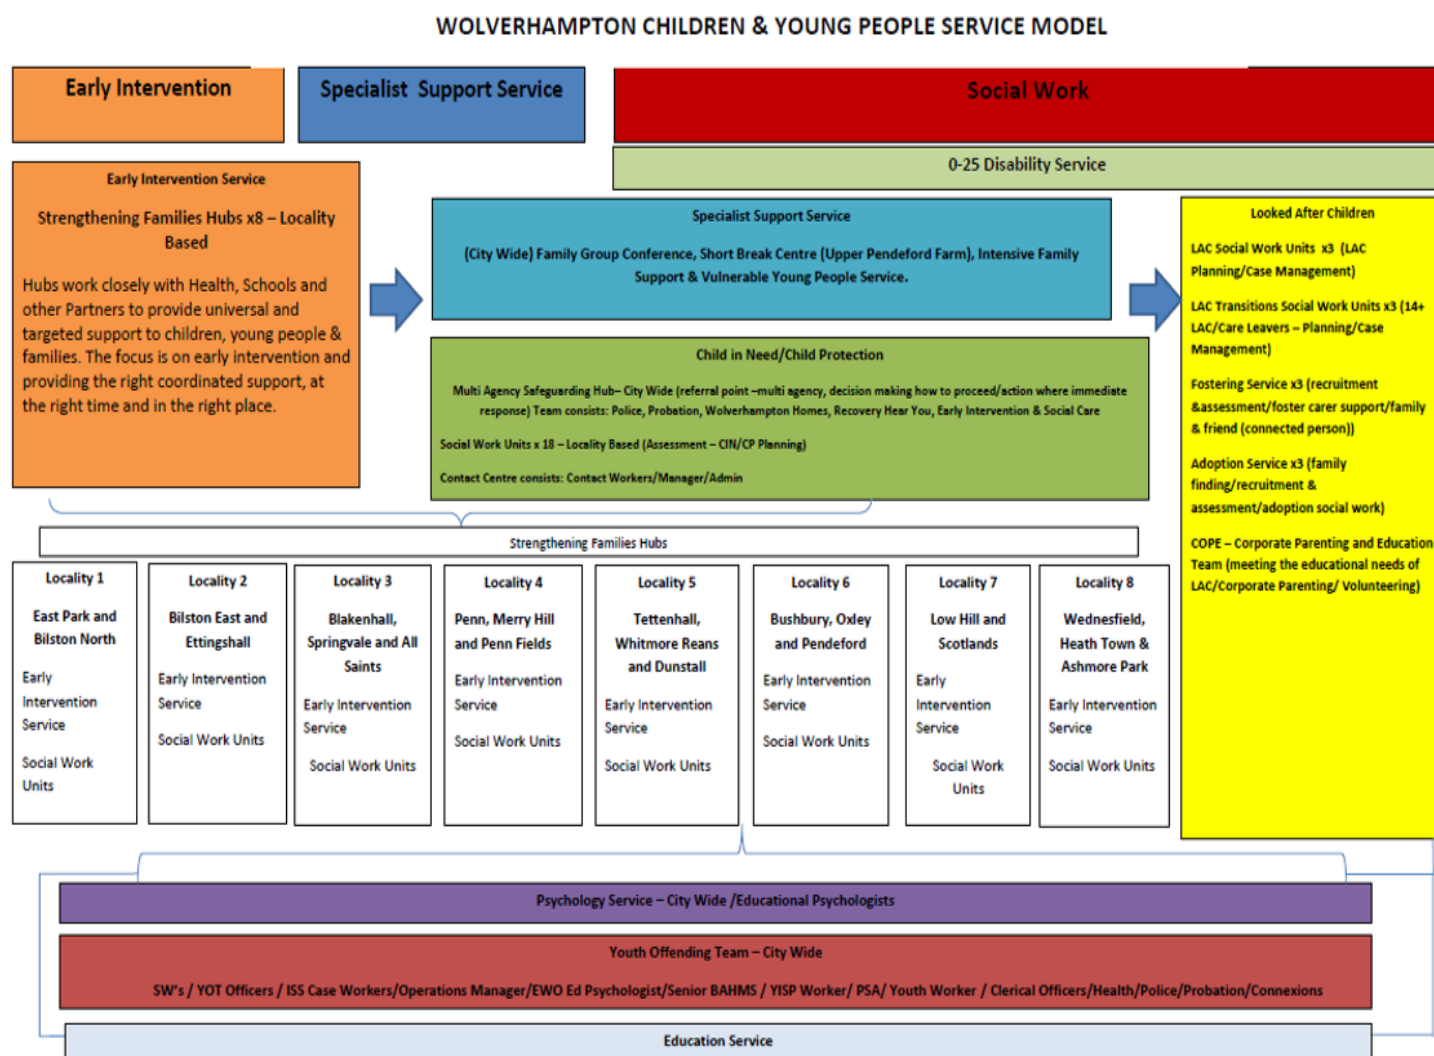 WOLVERHAMPTON CHILDREN & YOUNG PEOPLE SERVICE MODEL
Early Intervention
Specialist Support Service
Social Work
0-25 Disability Service
Early Intervention Service
Strengthening Families Hubs x8 – Locality
Based
Hubs work closely with Health, Schools and
other Partners to provide universal and
targeted support to children, young people &
families. The focus is on early intervention and
providing the right coordinated support, at
the right time and in the right place.
Specialist Support Service
(City Wide) Family Group Conference, Short Break Centre (Upper Pendeford Farm), Intensive Family
Support & Vulnerable Young People Service.
Child in Need/Child Protection
Multi Agency Safeguarding Hub– City Wide (referral point –multi agency, decision making how to proceed/action where immediate
response) Team consists: Police, Probation, Wolverhampton Homes, Recovery Hear You, Early Intervention & Social Care
Social Work Units x 18 – Locality Based (Assessment – CIN/CP Planning)
Contact Centre consists: Contact Workers/Manager/Admin
Looked After Children
LAC Social Work Units x3 (LAC
Planning/Case Management)
LAC Transitions Social Work Units x3 (14+
LAC/Care Leavers – Planning/Case
Management)
Fostering Service x3 (recruitment
&assessment/foster carer support/family
& friend (connected person))
Adoption Service x3 (family
finding/recruitment &
assessment/adoption social work)
COPE – Corporate Parenting and Education
Team (meeting the educational needs of
LAC/Corporate Parenting/ Volunteering)
Strengthening Families Hubs
Locality 1
East Park and
Bilston North
Early
Intervention
Service
Social Work
Units
Locality 2
Bilston East and
Ettingshall
Early Intervention
Service
Social Work Units
Locality 3
Blakenhall,
Springvale and All
Saints
Early Intervention
Service
Social Work Units
Locality 4
Penn, Merry Hill
and Penn Fields
Early Intervention
Service
Social Work Units
Locality 5
Tettenhall,
Whitmore Reans
and Dunstall
Early Intervention
Service
Social Work Units
Locality 6
Bushbury, Oxley
and Pendeford
Early Intervention
Service
Social Work Units
Locality 7
Low Hill and
Scotlands
Early
Intervention
Service
Social Work
Units
Locality 8
Wednesfield,
Heath Town &
Ashmore Park
Early Intervention
Service
Social Work Units
Psychology Service – City Wide /Educational Psychologists
Youth Offending Team – City Wide
SW's / YOT Officers / ISS Case Workers/Operations Manager/EWO Ed Psychologist/Senior BAHMS / YISP Worker/ PSA/ Youth Worker / Clerical Officers/Health/Police/Probation/Connexions
Education Service